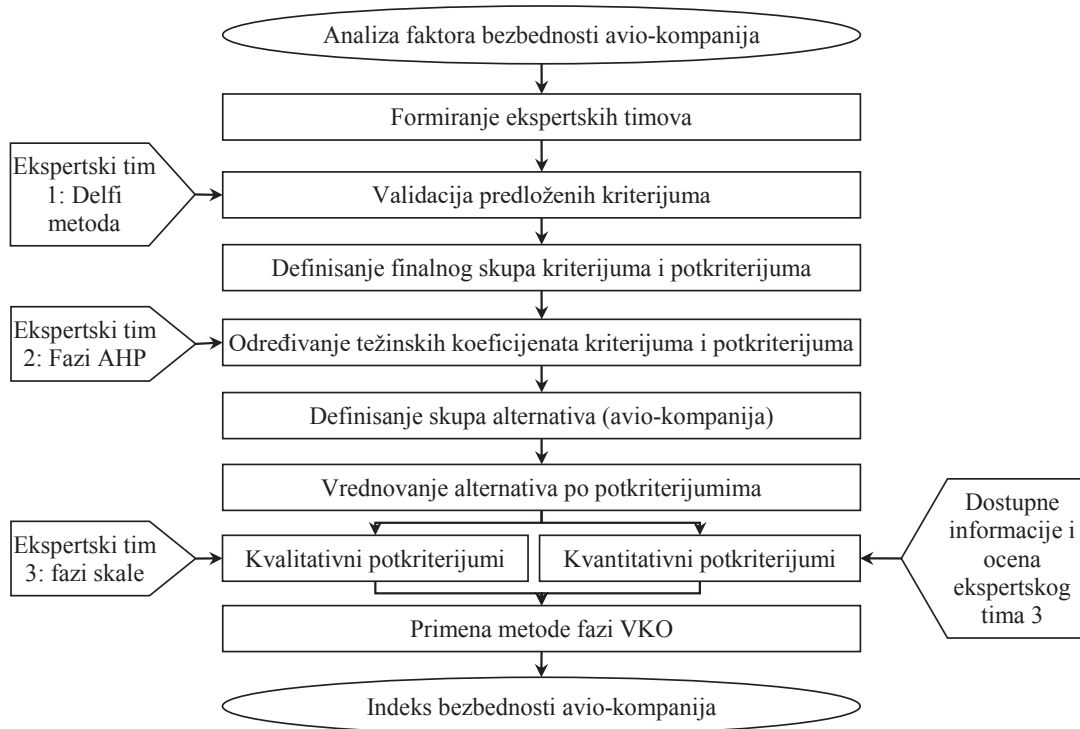 Analiza faktora bezbednosti avio-kompanija
Formiranje ekspertskih timova
Ekspertski tim
1: Delfi
metoda
Validacija predloženih kriterijuma
Definisanje finalnog skupa kriterijuma i potkriterijuma
Ekspertski tim
2: Fazi AHP
Određivanje težinskih koeficijenata kriterijuma i potkriterijuma
Definisanje skupa alternativa (avio-kompanija)
Vrednovanje alternativa po potkriterijumima
Ekspertski tim
3: fazi skale
Kvalitativni potkriterijumi
Kvantitativni potkriterijumi
Dostupne
informacije i
ocena
ekspertskog
tima 3
Primena metode fazi VKO
Indeks bezbednosti avio-kompanija